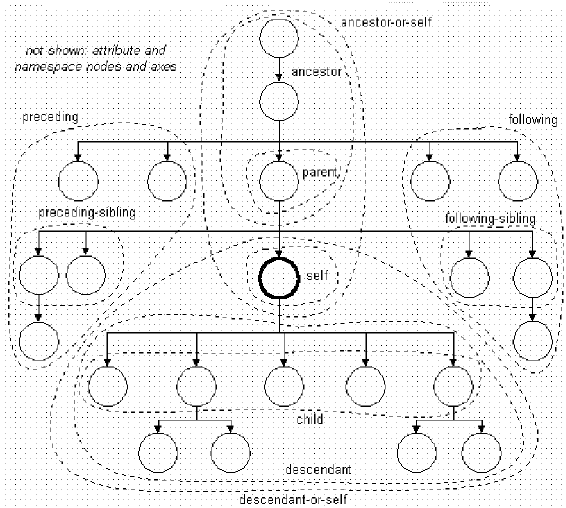 ancestor-or-self
not shown: attribute and
namespace nodes and axes
ancestor
preceding
following
parent
preceding-sibling
following-sibling
self
child
descendant
descendant-or-self